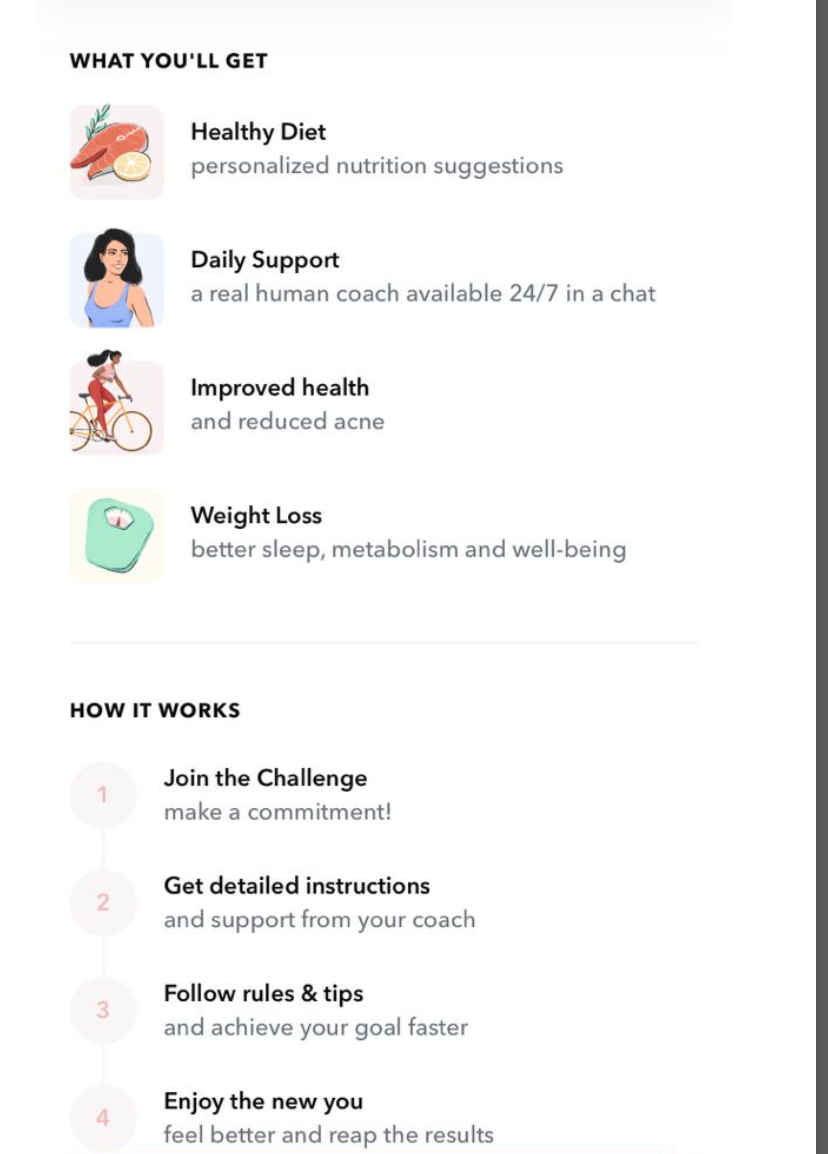 WHAT YOU'LL GET
Healthy Diet
personalized nutrition suggestions
Daily Support
a real human coach available 24/7 in a chat
Improved health
and reduced acne
Weight Loss
better sleep, metabolism and well-being
HOW IT WORKS
1
Join the Challenge
make a commitment!
2
Get detailed instructions
and support from your coach
3
Follow rules & tips
and achieve your goal faster
4
Enjoy the new you
feel better and reap the results